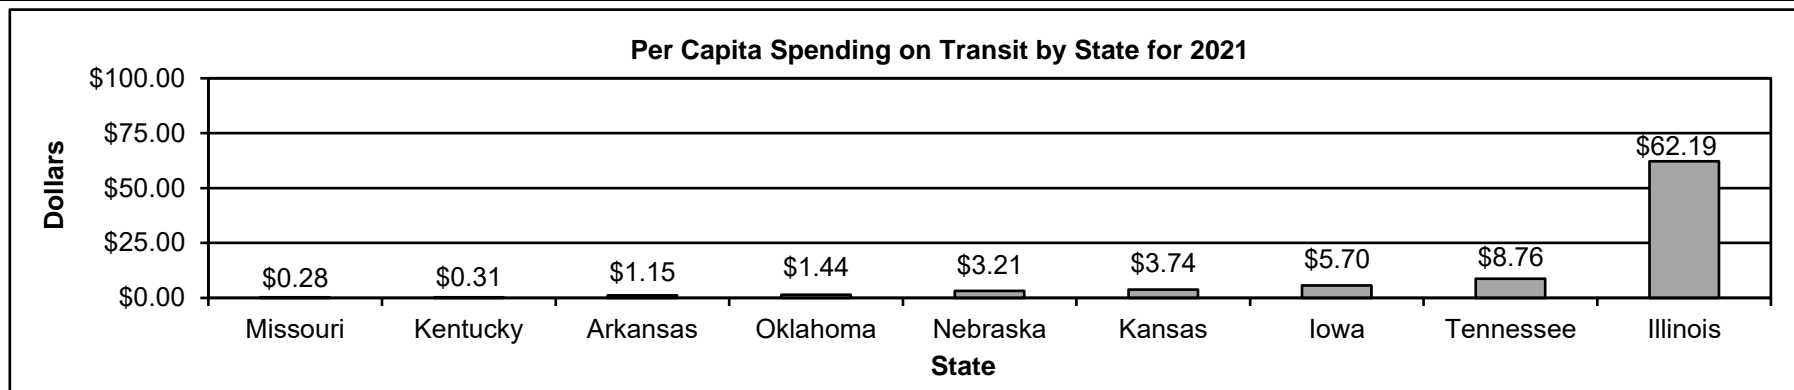 Per Capita Spending on Transit by State for 2021
Dollars
$100.00
$75.00
$50.00
$25.00
$0.00
$0.28 $0.31 $1.15 $1.44 $3.21 $3.74 $5.70 $8.76 $62.19
Missouri Kentucky Arkansas Oklahoma Nebraska Kansas Iowa Tennessee Illinois
State